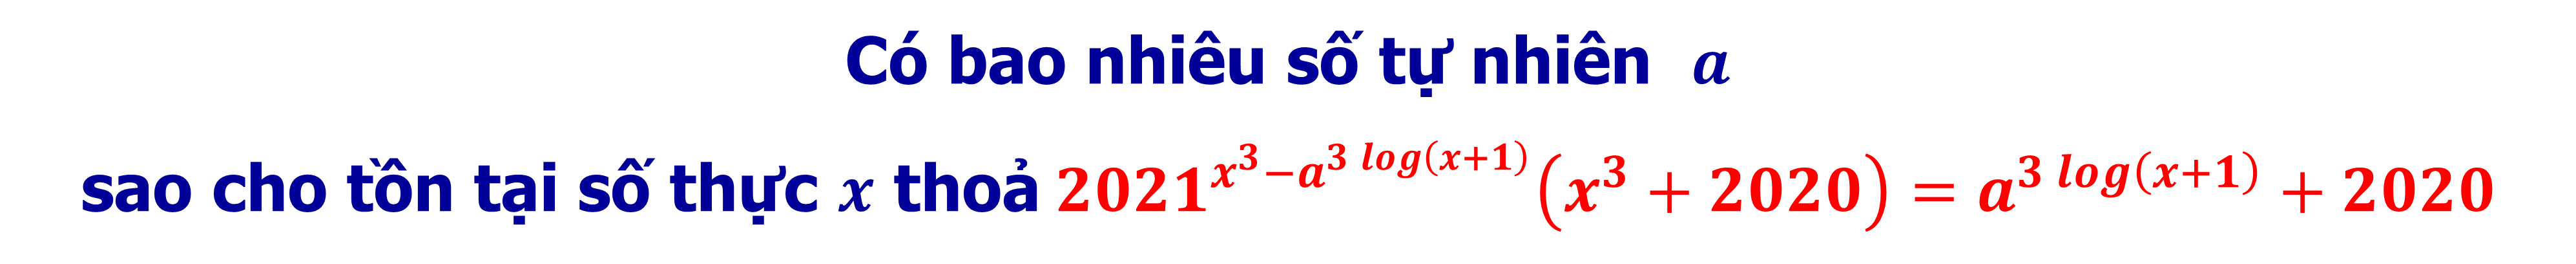 Có bao nhiêu số tự nhiên a
sao cho tồn tại số thực x thoả 2021^{x^3-a^{3 log(x+1)}}(x^3 + 2020) = a^{3 log(x+1)} + 2020